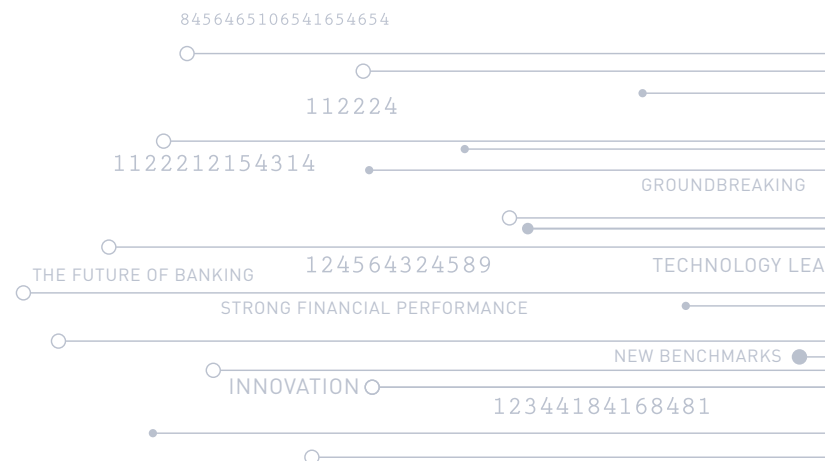 8456465106541654654
112224
1122212154314
GROUNDBREAKING
124564324589
TECHNOLOGY LEA
THE FUTURE OF BANKING
STRONG FINANCIAL PERFORMANCE
NEW BENCHMARKS
INNOVATION
12344184168481